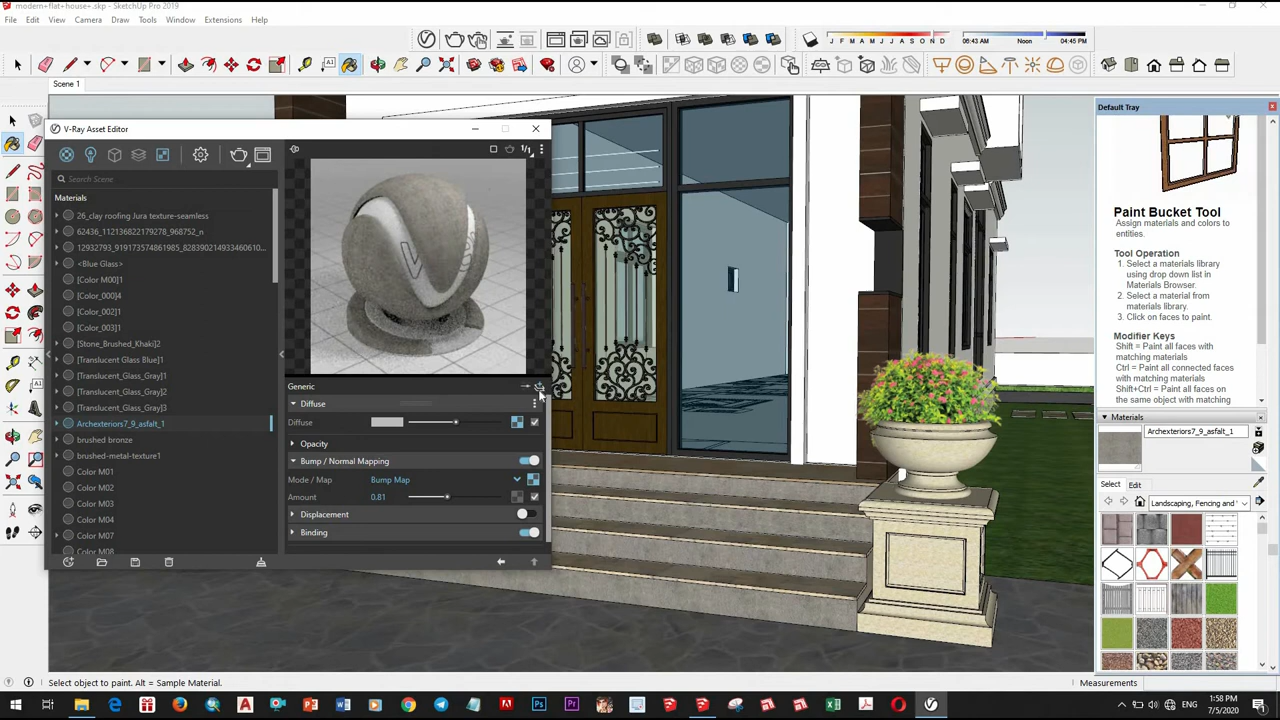 modern+flat+house+.skp - SketchUp Pro 2019
File Edit View Camera Draw Tools Window Extensions Help
J F M A M J J A S O N D
06:43 AM Noon 04:45 PM
Scene 1
V-Ray Asset Editor
1/1
Search Scene
Materials
26_clay roofing Jura texture-seamless
62436_112136822179278_968752_n
12932793_919173574861985_828390214933460610...
<Blue Glass>
[Color M00]1
[Color_000]4
[Color_002]1
[Color_003]1
[Stone_Brushed_Khaki]2
[Translucent Glass Blue]1
[Translucent_Glass_Gray]1
[Translucent_Glass_Gray]2
[Translucent_Glass_Gray]3
Archexteriors7_9_asfalt_1
brushed bronze
brushed-metal-texture1
Color M01
Color M02
Color M03
Color M04
Color M07
Color M08
Generic
Diffuse
Diffuse
Opacity
Bump / Normal Mapping
Mode / Map Bump Map
Amount 0.81
Displacement
Binding
Default Tray
Paint Bucket Tool
Assign materials and colors to
entities.
Tool Operation
1. Select a materials library
using drop down list in
Materials Browser.
2. Select a material from
materials library.
3. Click on faces to paint.
Modifier Keys
Shift = Paint all faces with
matching materials
Ctrl = Paint all connected
faces with matching materials
Shift+Ctrl = Paint all faces on
the same object with matching
Materials
Archexteriors7_9_asfalt_1
Select Edit
Landscaping, Fencing and
Select object to paint. Alt = Sample Material.
Measurements
ENG
1:58 PM
7/5/2020